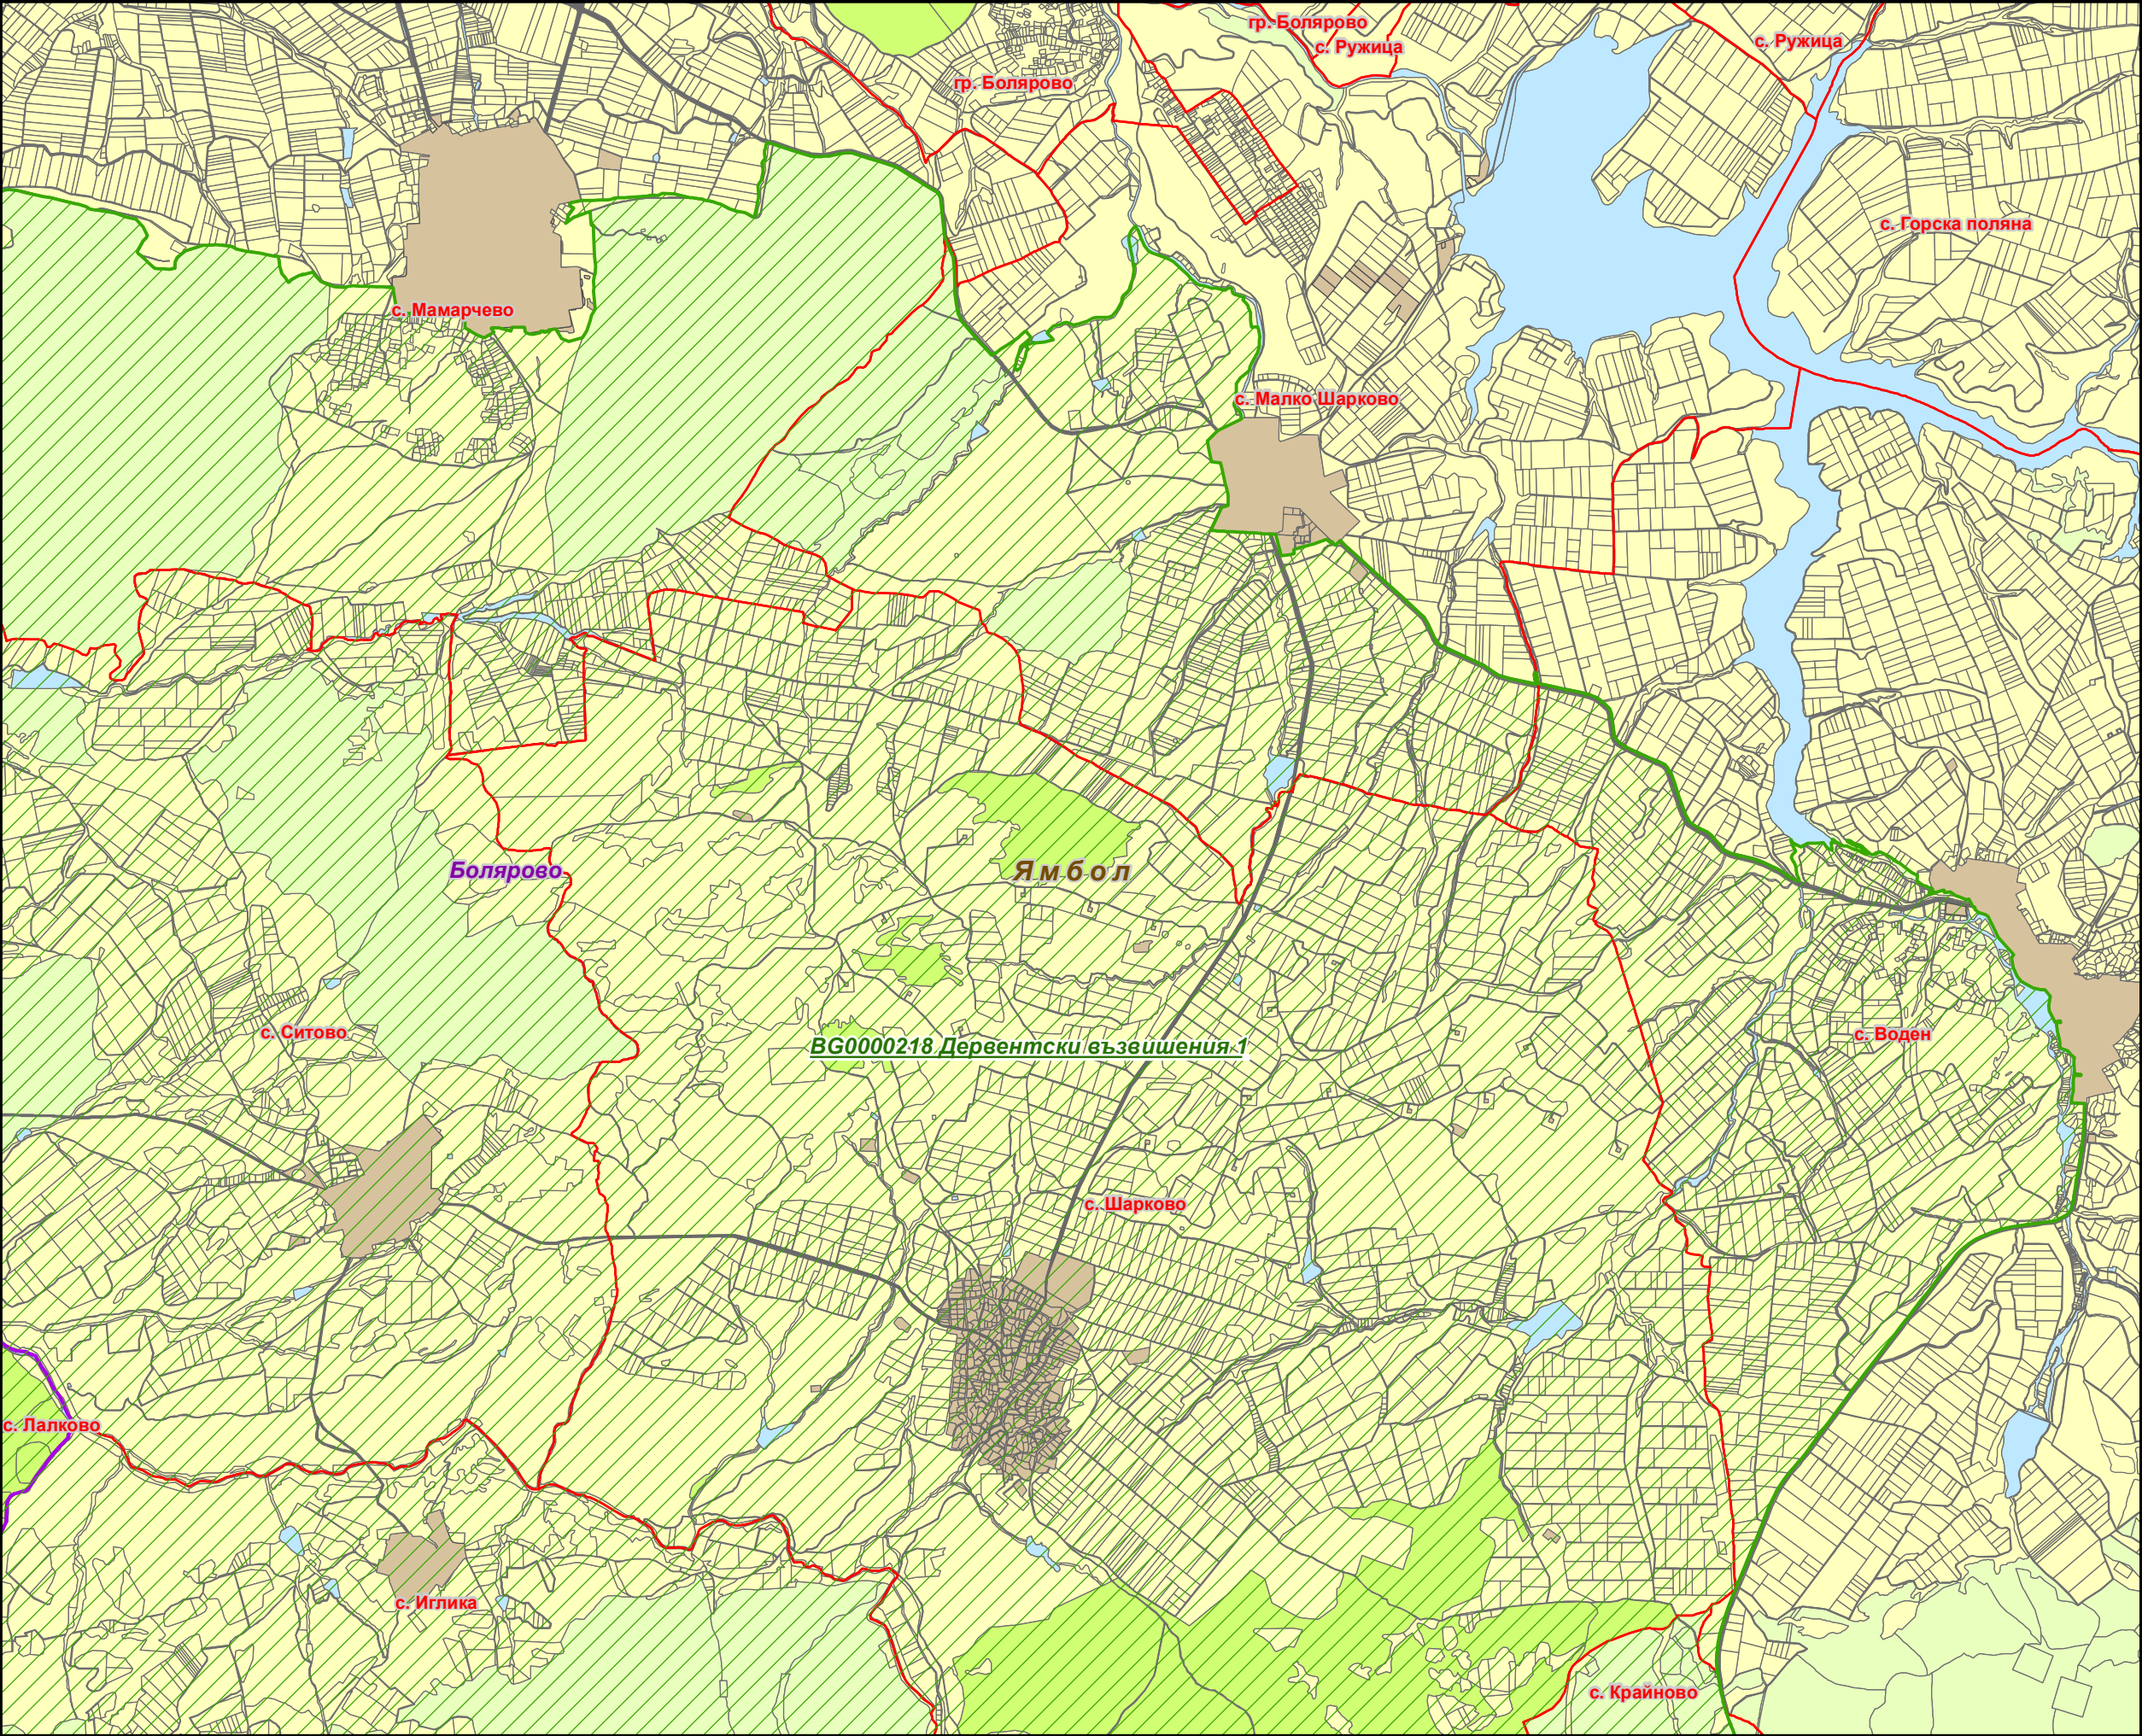 гр. Болярово
с. Ружица
с. Ружица
гр. Болярово
с. Горска поляна
с. Мамарчево
с. Малко Шарково
Болярово
Ямбол
с. Ситово
BG0000218 Дервентски възвишения 1
с. Воден
с. Шарково
с. Лалково
с. Иглика
с. Крайново